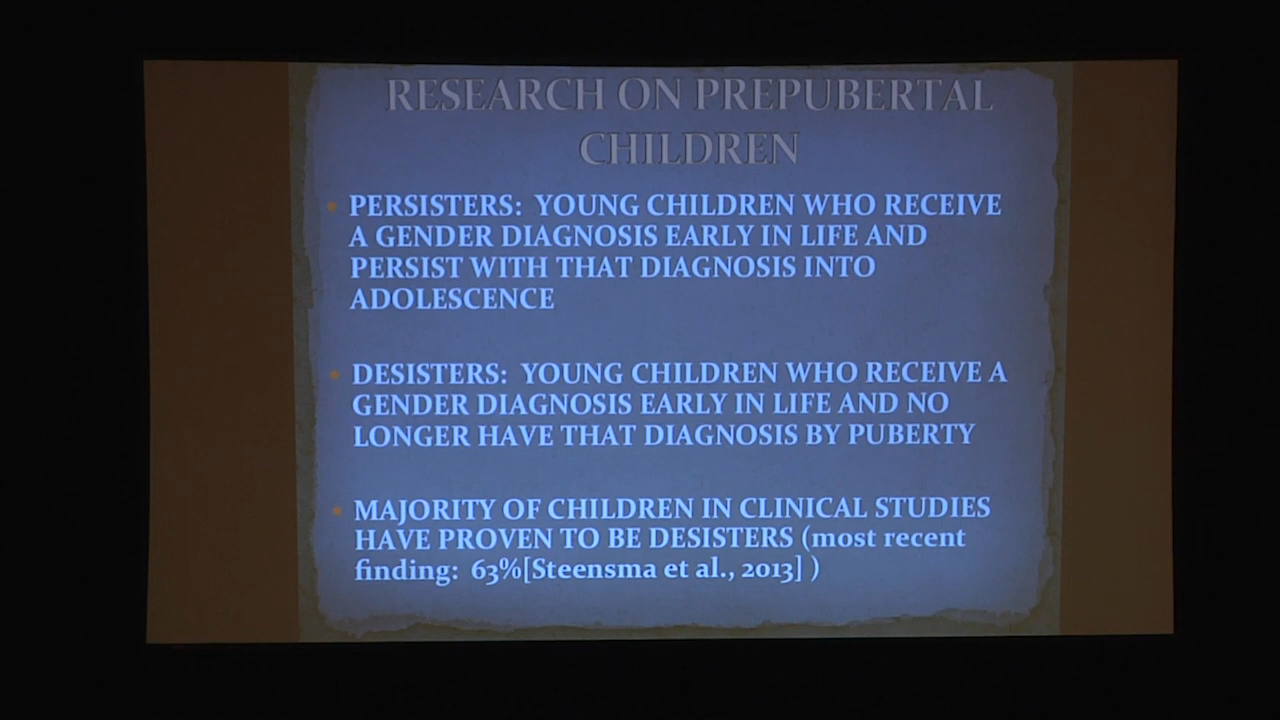 RESEARCH ON PREPUBERTAL
CHILDREN
• PERSISTERS: YOUNG CHILDREN WHO RECEIVE
A GENDER DIAGNOSIS EARLY IN LIFE AND
PERSIST WITH THAT DIAGNOSIS INTO
ADOLESCENCE
• DESISTERS: YOUNG CHILDREN WHO RECEIVE A
GENDER DIAGNOSIS EARLY IN LIFE AND NO
LONGER HAVE THAT DIAGNOSIS BY PUBERTY
• MAJORITY OF CHILDREN IN CLINICAL STUDIES
HAVE PROVEN TO BE DESISTERS (most recent
finding: 63%[Steensma et al., 2013] )